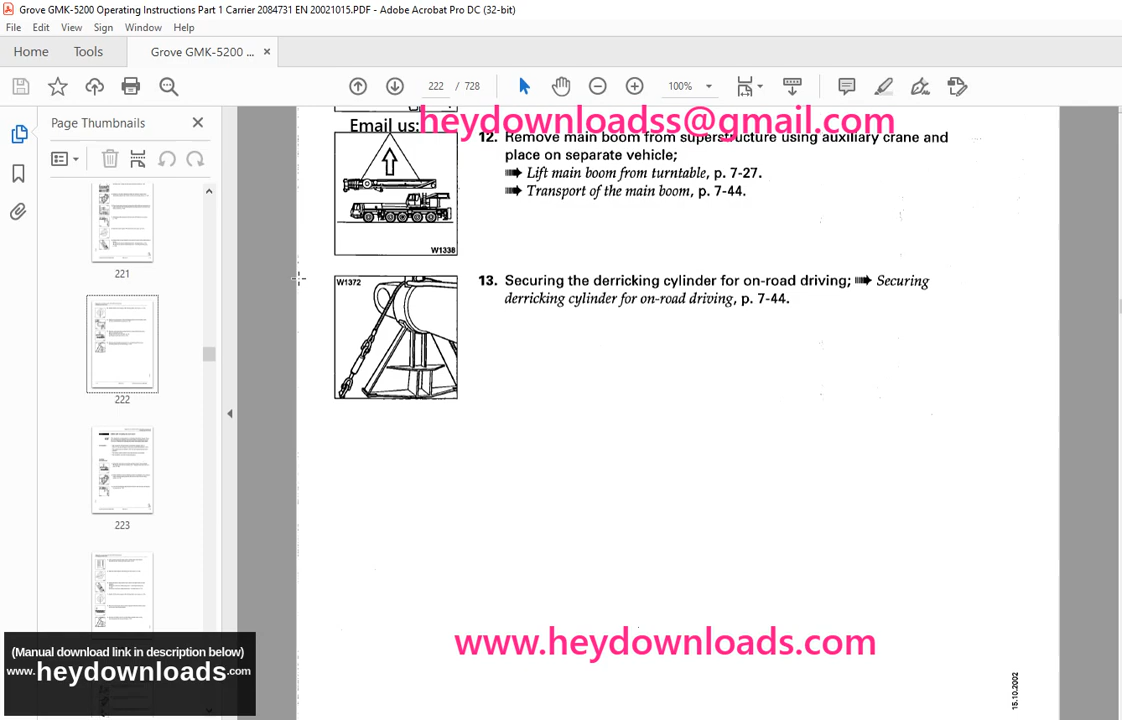 Grove GMK-5200 Operating Instructions Part 1 Carrier 2084731 EN 20021015.PDF - Adobe Acrobat Pro DC (32-bit)
File Edit View Sign Window Help
Home Tools Grove GMK-5200 ... ×
222 / 728 100%
Page Thumbnails
Email us: heydownloadss@gmail.com
12. Remove main boom from superstructure using auxiliary crane and
place on separate vehicle;
Lift main boom from turntable, p. 7-27.
Transport of the main boom, p. 7-44.
W1338
221
W1372
13. Securing the derricking cylinder for on-road driving; Securing
derricking cylinder for on-road driving, p. 7-44.
222
223
www.heydownloads.com
(Manual download link in description below)
www.heydownloads.com
15.10.2002